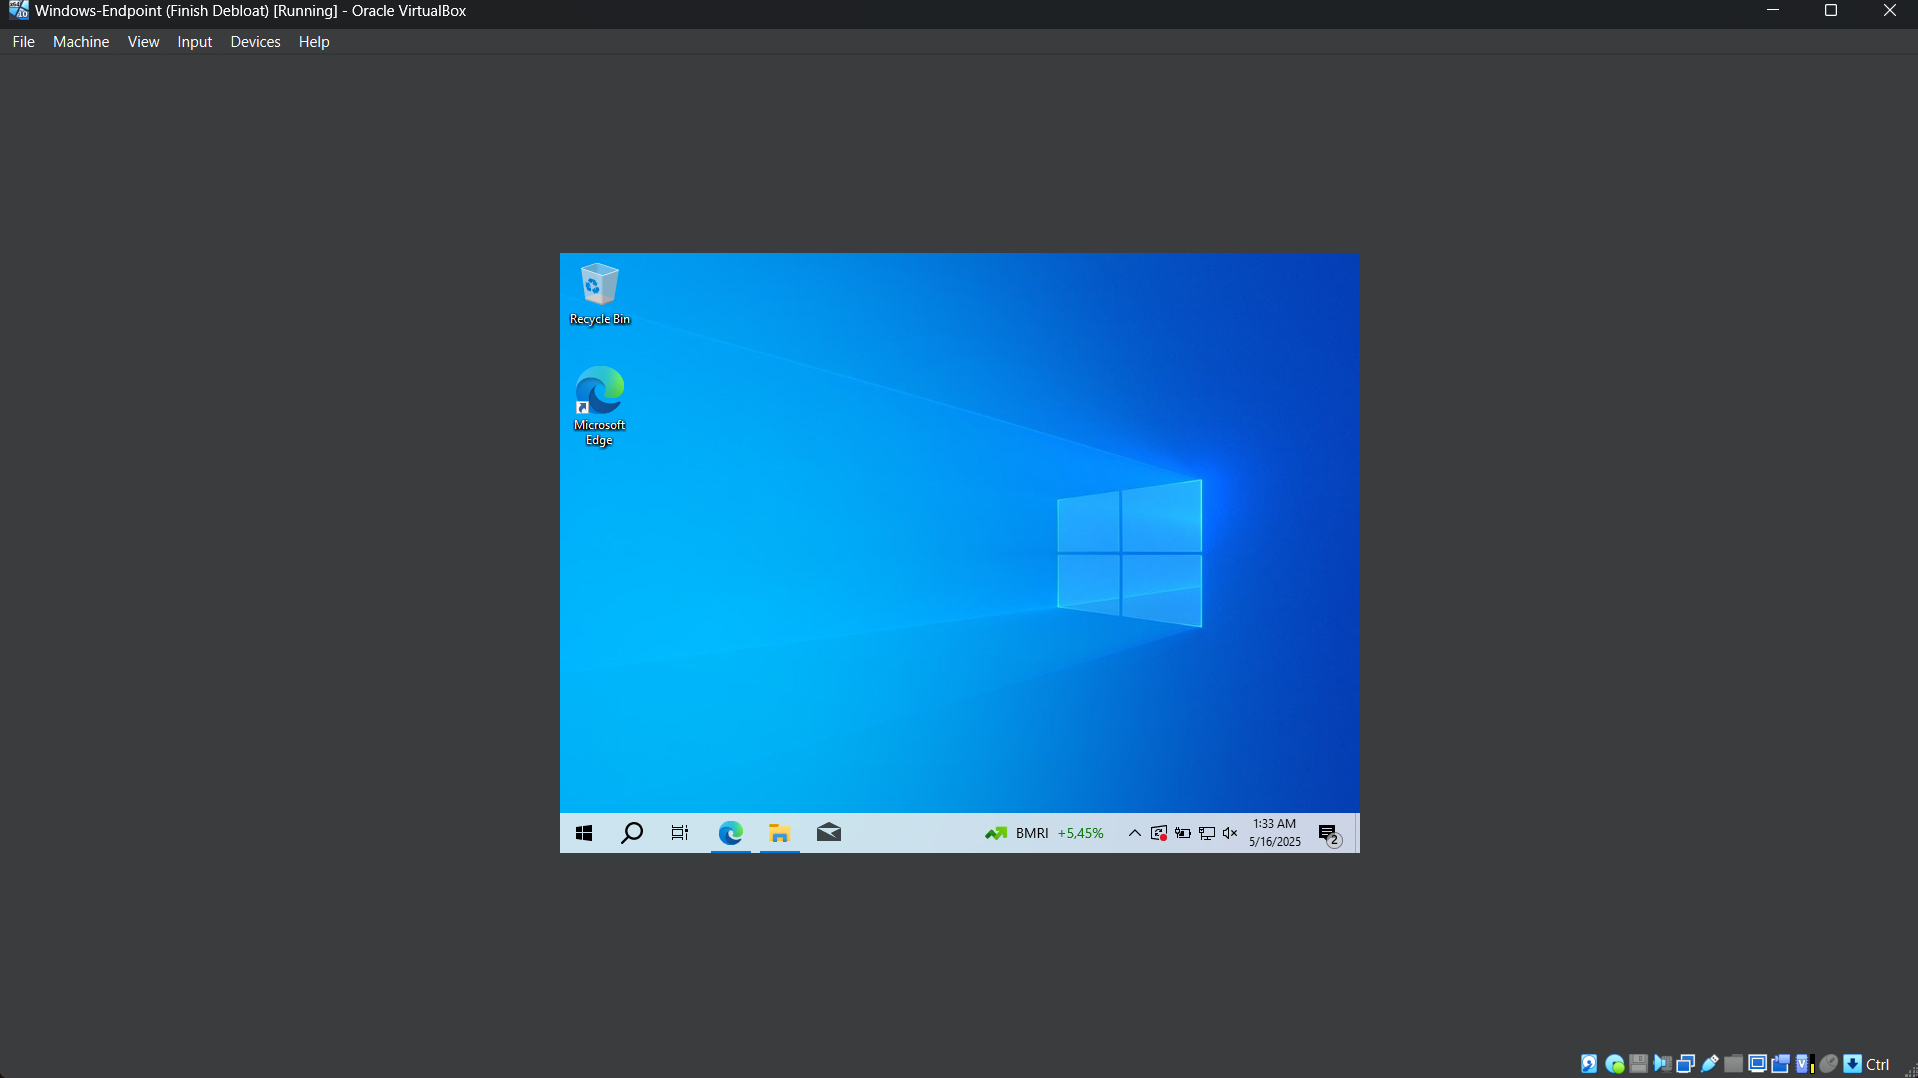 Windows-Endpoint (Finish Debloat) [Running] - Oracle VirtualBox
File Machine View Input Devices Help
Recycle Bin
Microsoft
Edge
BMRI +5,45%
1:33 AM
5/16/2025
2
Ctrl